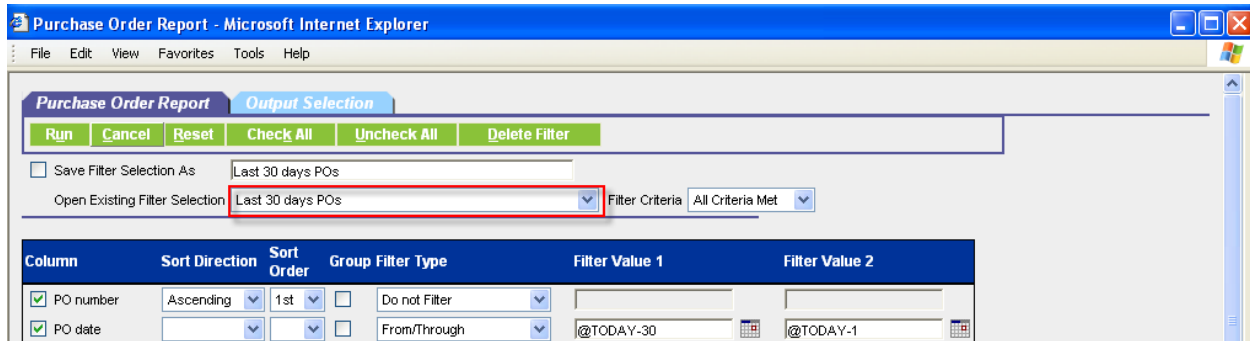 Purchase Order Report - Microsoft Internet Explorer
File Edit View Favorites Tools Help
Purchase Order Report Output Selection
Run Cancel Reset Check All Uncheck All Delete Filter
Save Filter Selection As Last 30 days POs
Open Existing Filter Selection Last 30 days POs Filter Criteria All Criteria Met
Column Sort Direction Sort Order Group Filter Type Filter Value 1 Filter Value 2
PO number Ascending 1st Do not Filter
PO date From/Through @TODAY-30 @TODAY-1